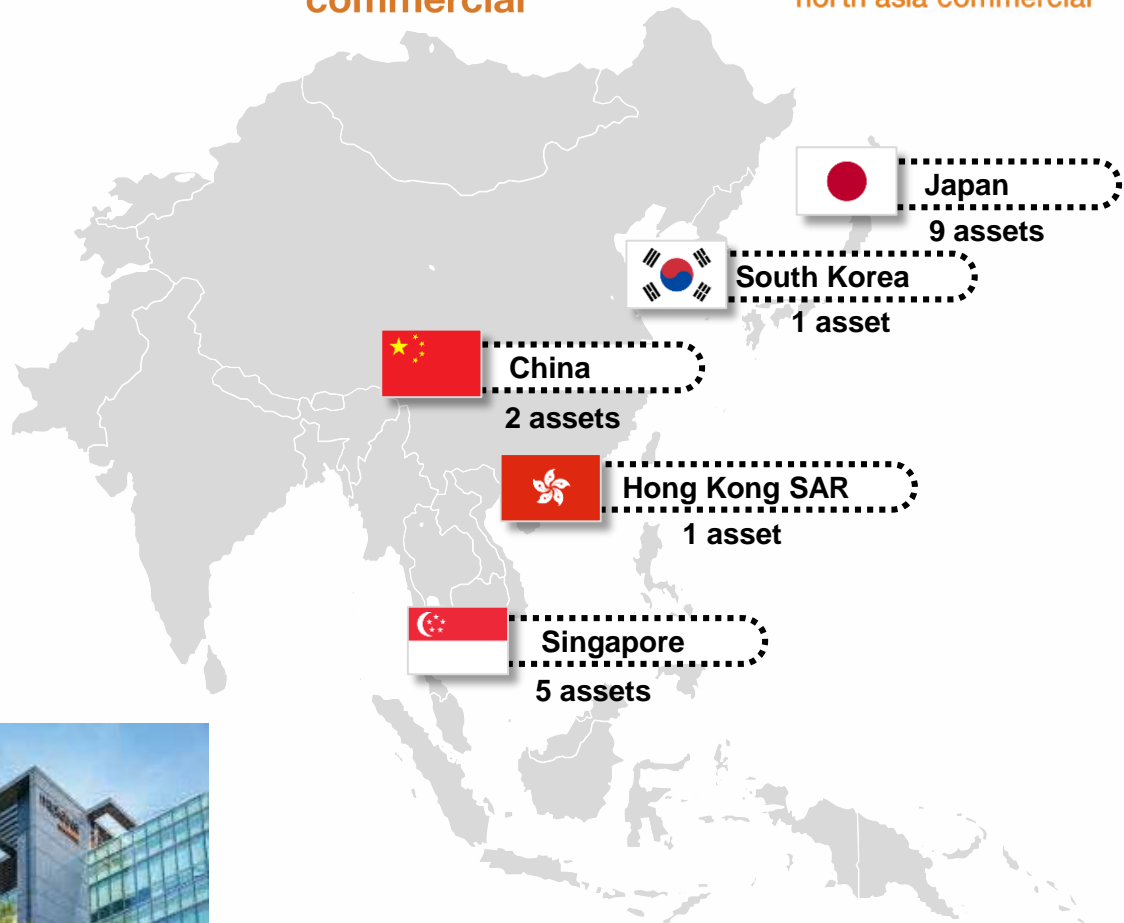 commercial
north asia commercial
Japan
9 assets
South Korea
1 asset
China
2 assets
Hong Kong SAR
1 asset
Singapore
5 assets